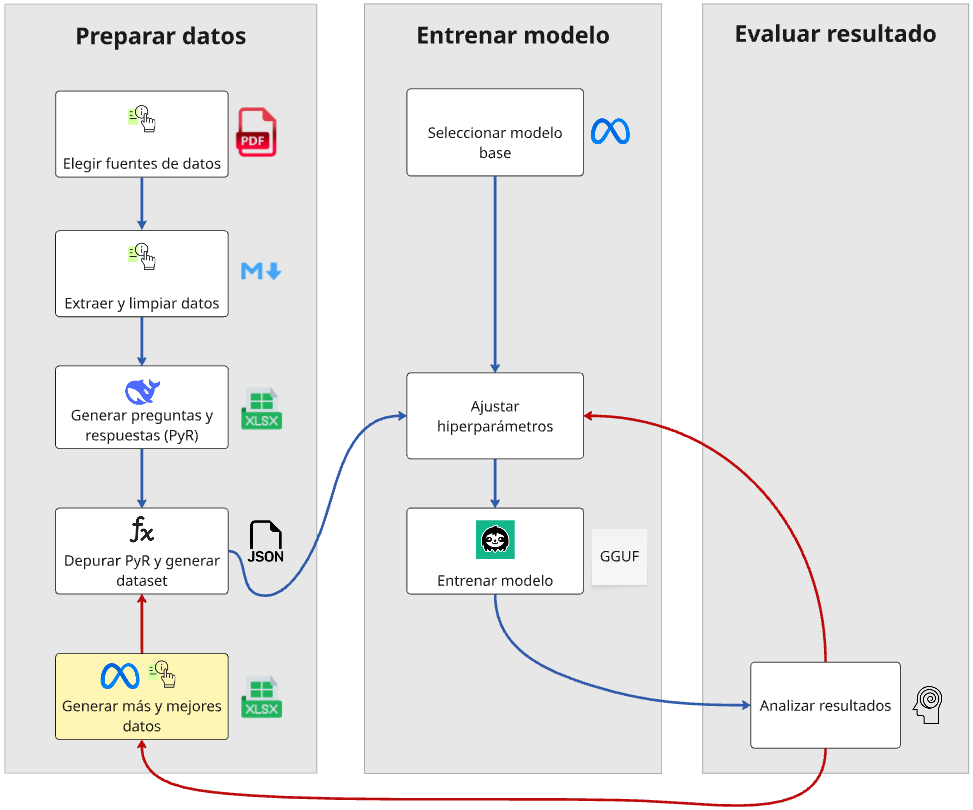 Preparar datos
Elegir fuentes de datos
PDF
Extraer y limpiar datos
M
Generar preguntas y
respuestas (PyR)
XLSX
fx
Depurar PyR y generar
dataset
JSON
Generar más y mejores
datos
XLSX
Entrenar modelo
Seleccionar modelo
base
Ajustar
hiperparámetros
Entrenar modelo
GGUF
Evaluar resultado
Analizar resultados